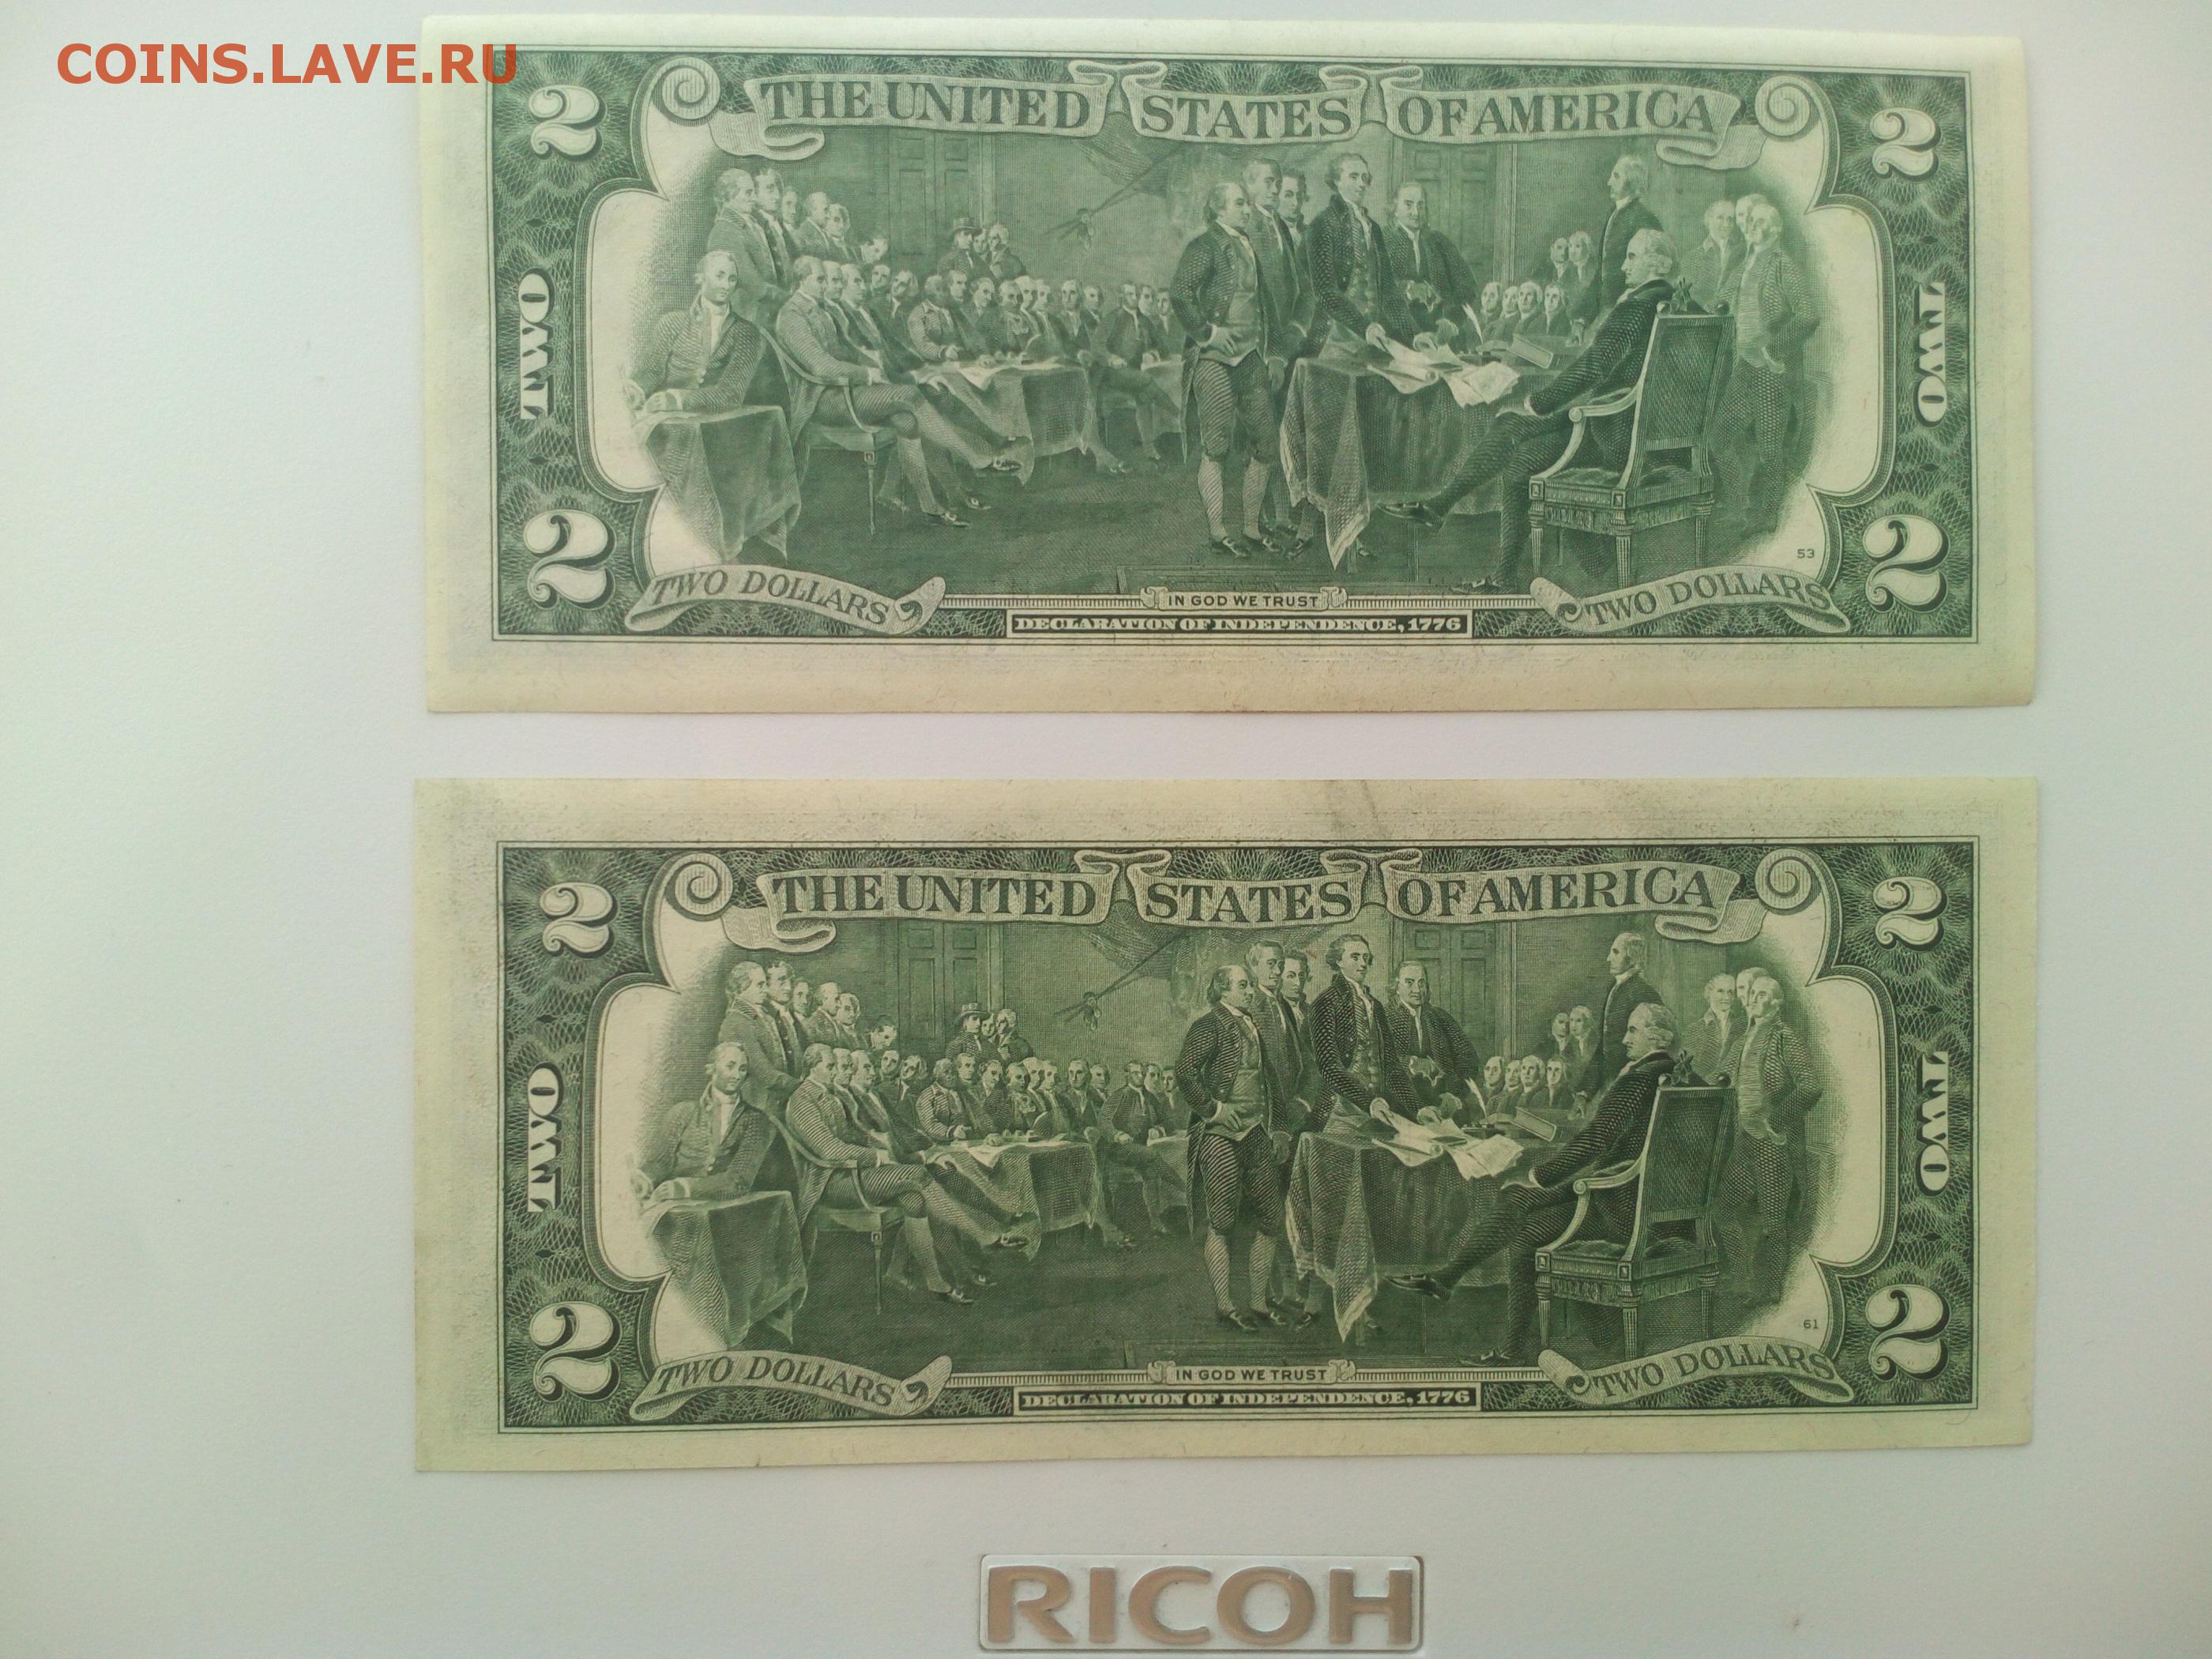 COINS.LAVE.RU
THE UNITED STATES OF AMERICA
2 2
TWO TWO
53
2 2
TWO DOLLARS IN GOD WE TRUST TWO DOLLARS
DECLARATION OF INDEPENDENCE, 1776
THE UNITED STATES OF AMERICA
2 2
TWO TWO
61
2 2
TWO DOLLARS IN GOD WE TRUST TWO DOLLARS
DECLARATION OF INDEPENDENCE, 1776
RICOH